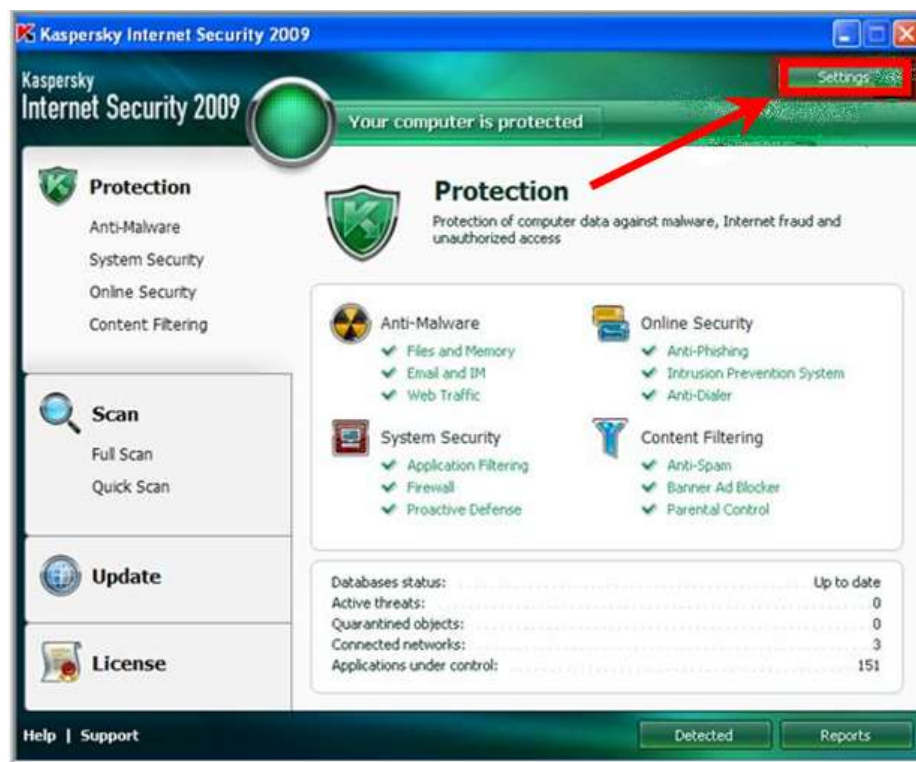 Kaspersky Internet Security 2009
Kaspersky
Internet Security 2009
Settings
Your computer is protected
Protection
Anti-Malware
System Security
Online Security
Content Filtering
Scan
Full Scan
Quick Scan
Update
License
Protection
Protection of computer data against malware, Internet fraud and
unauthorized access
Anti-Malware
Files and Memory
Email and IM
Web Traffic
Online Security
Anti-Phishing
Intrusion Prevention System
Anti-Dialer
System Security
Application Filtering
Firewall
Proactive Defense
Content Filtering
Anti-Spam
Banner Ad Blocker
Parental Control
Databases status: Up to date
Active threats: 0
Quarantined objects: 0
Connected networks: 3
Applications under control: 151
Help | Support
Detected
Reports